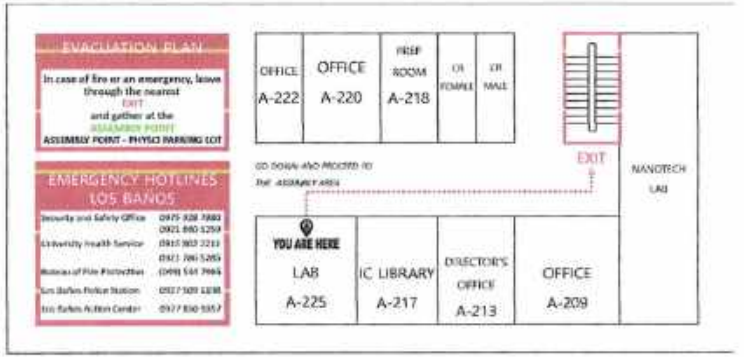 EVACUATION PLAN
In case of fire or an emergency, leave
through the nearest
EXIT
and gather at the
ASSEMBLY POINT
ASSEMBLY POINT - PHYSCI PARKING LOT
EMERGENCY HOTLINES
LOS BAÑOS
Security and Safety Office
University Health Service
Bureau of Fire Protection
Los Baños Police Station
Los Baños Action Center
OFFICE
A-222
OFFICE
A-220
PREP
ROOM
A-218
CR
FEMALE
CR
MALE
EXIT
NANOTECH
LAB
GO DOWN AND PROCEED TO
THE ASSEMBLY AREA
YOU ARE HERE
LAB
A-225
IC LIBRARY
A-217
DIRECTOR'S
OFFICE
A-213
OFFICE
A-209